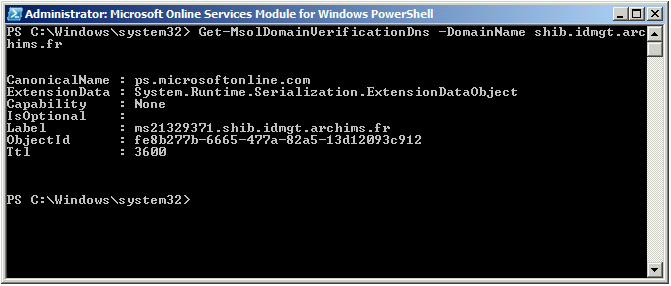 Administrator: Microsoft Online Services Module for Windows PowerShell
PS C:\Windows\system32> Get-MsolDomainVerificationDns -DomainName shib.idmgt.arc
hims.fr
CanonicalName : ps.microsoftonline.com
ExtensionData : System.Runtime.Serialization.ExtensionDataObject
Capability    : None
IsOptional    :
Label         : ms21329371.shib.idmgt.archims.fr
ObjectId      : fe8b277b-6665-477a-82a5-13d12093c912
Ttl           : 3600
PS C:\Windows\system32>